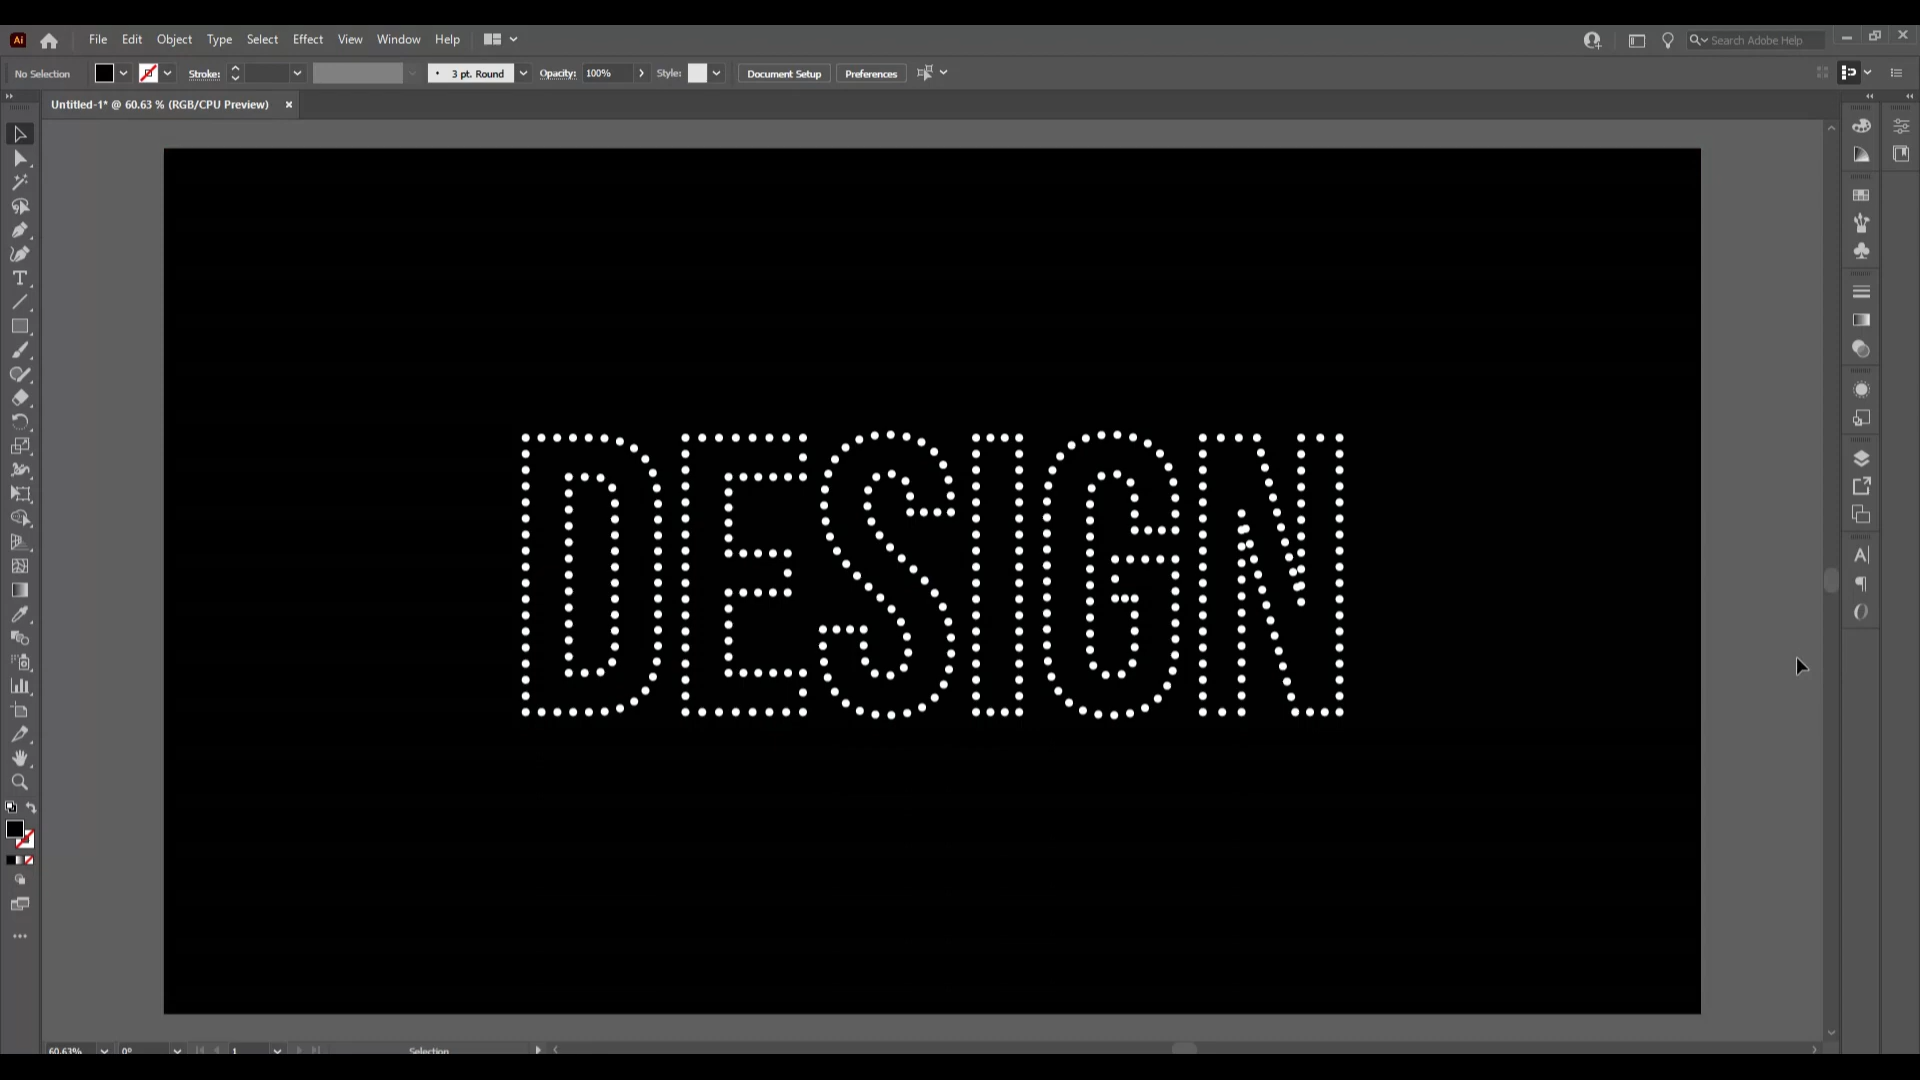 Ai File Edit Object Type Select Effect View Window Help Search Adobe Help
No Selection Stroke: 3 pt. Round Opacity: 100% Style: Document Setup Preferences
Untitled-1* @ 60.63 % (RGB/CPU Preview)
DESIGN
60.63% 0° 1 Selection